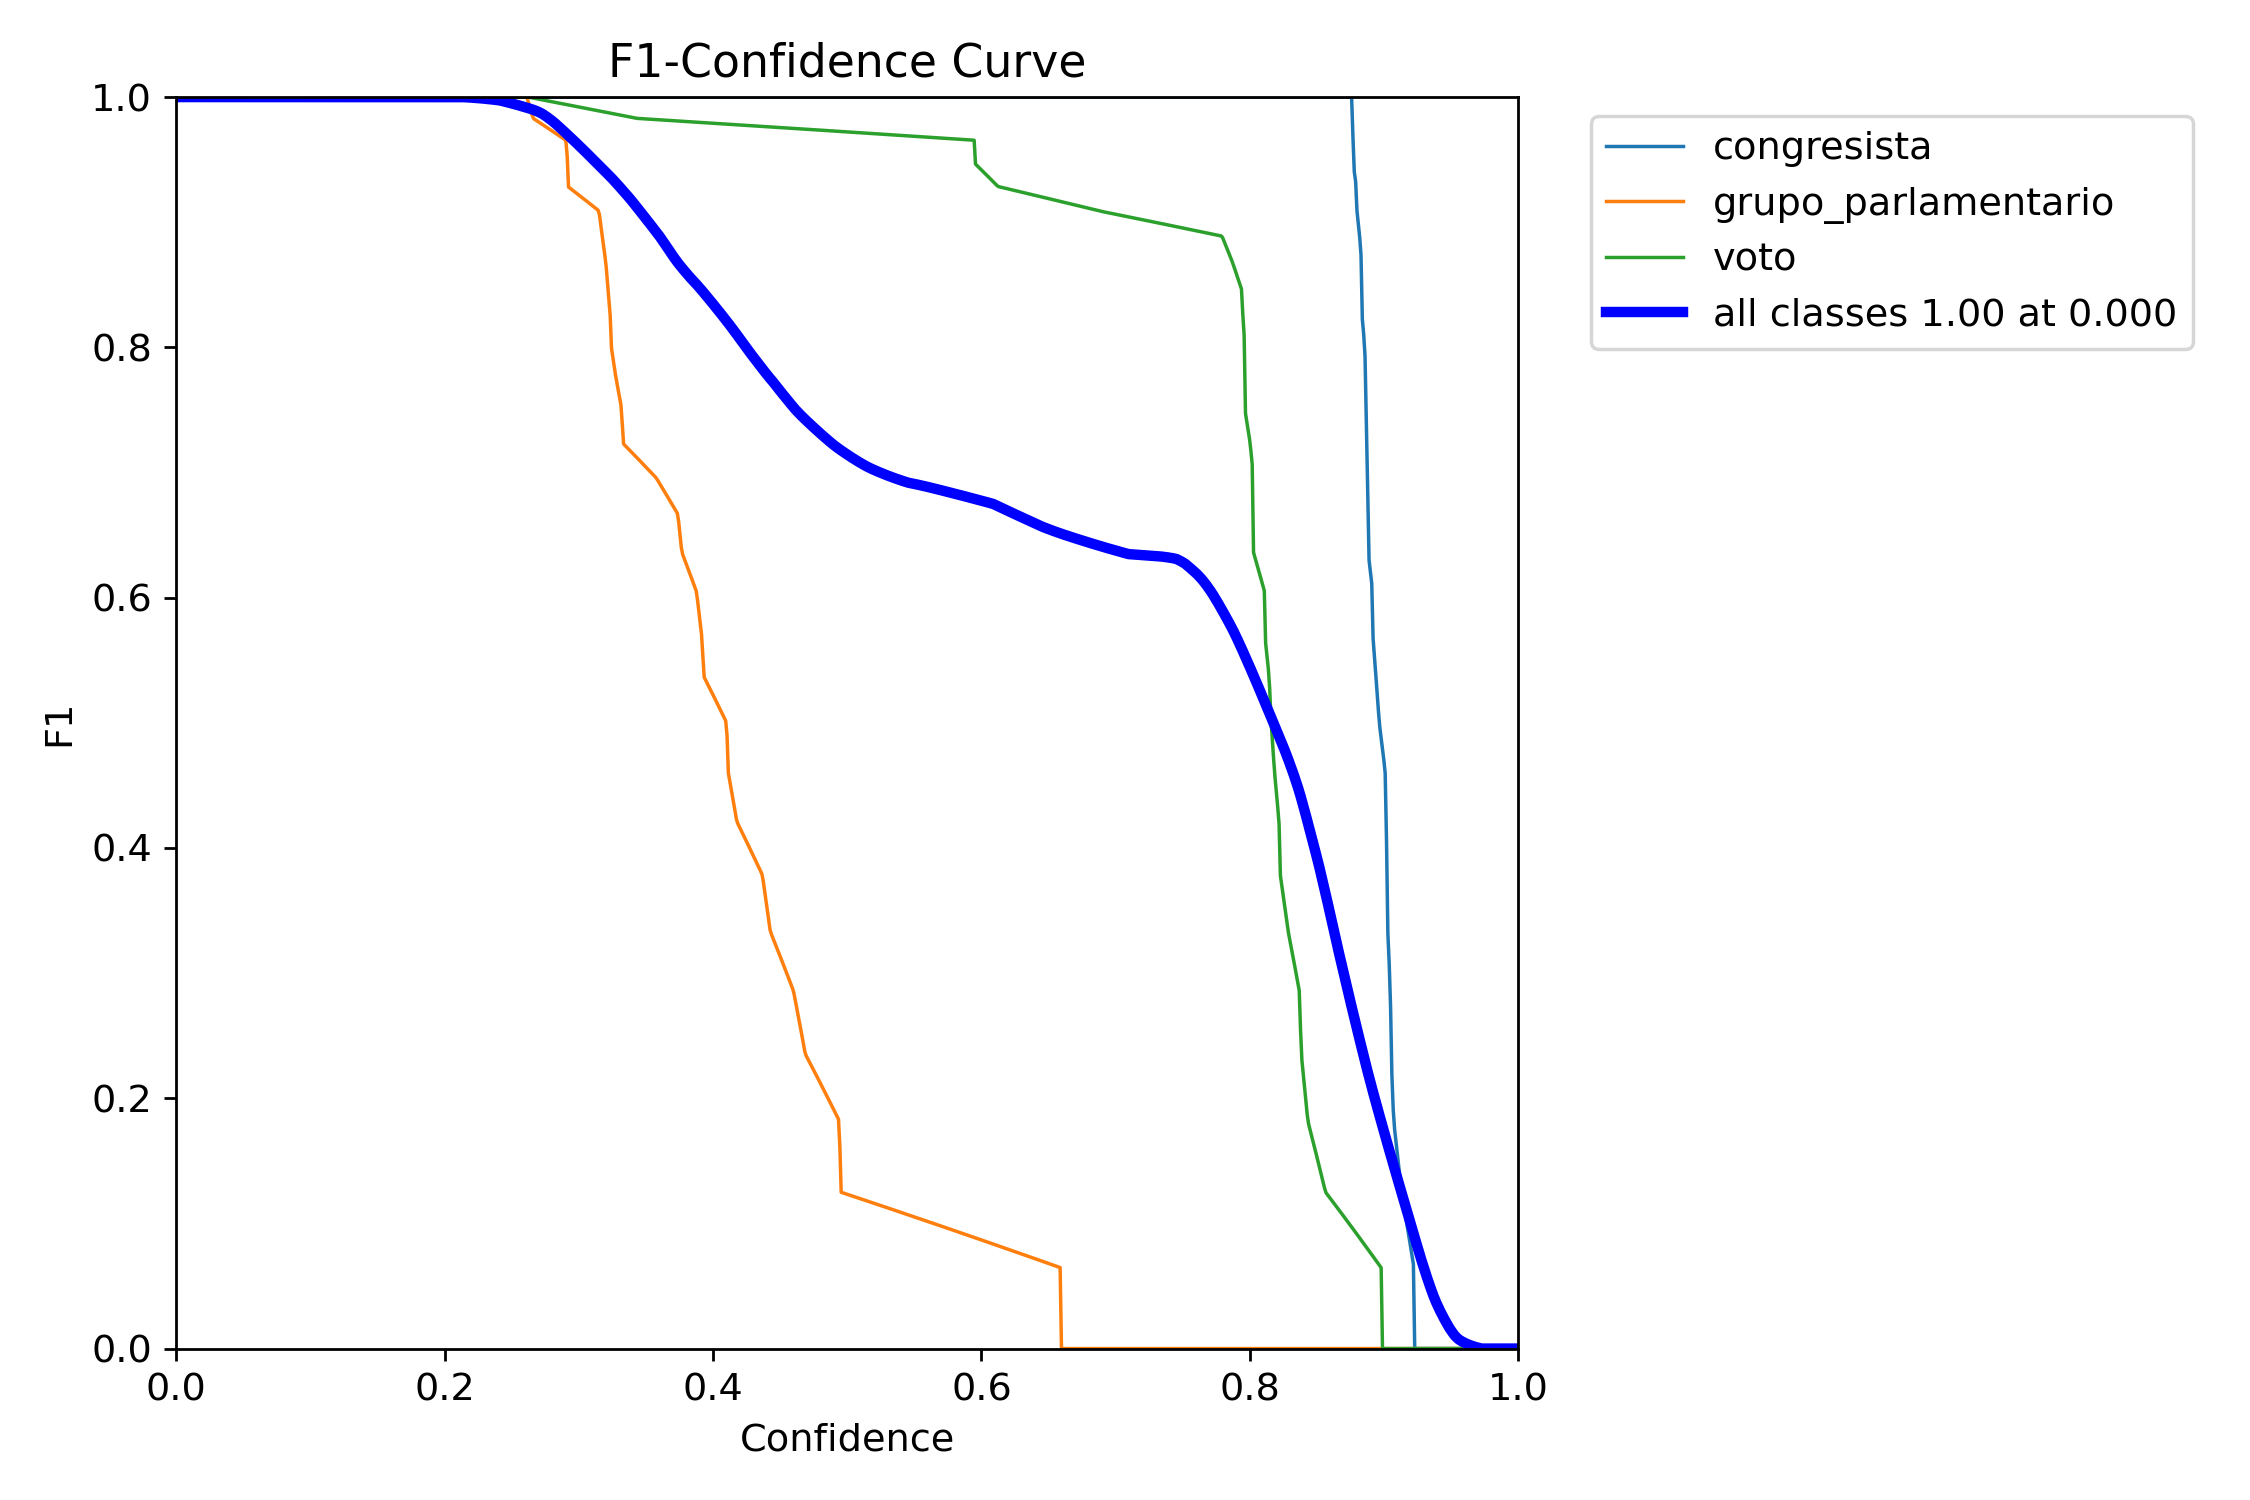 F1-Confidence Curve
1.0
0.8
0.6
0.4
0.2
0.0
F1
0.0 0.2 0.4 0.6 0.8 1.0
Confidence
congresista
grupo_parlamentario
voto
all classes 1.00 at 0.000